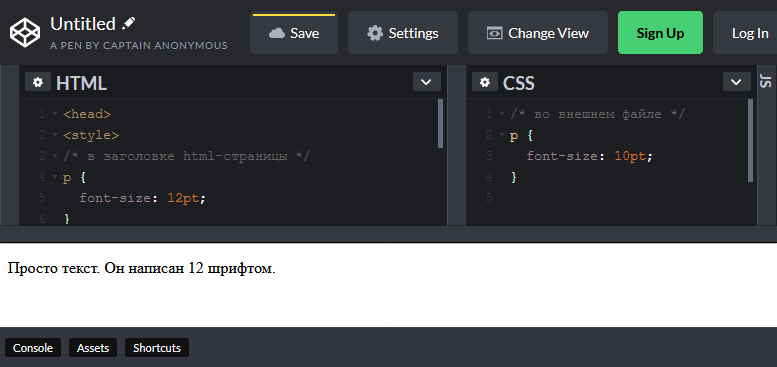 Untitled
A PEN BY CAPTAIN ANONYMOUS
Save
Settings
Change View
Sign Up
Log In
HTML
1 <head>
2 <style>
3 /* в заголовке html-страницы */
4 p {
5 font-size: 12pt;
6 }
CSS
1 /* во внешнем файле */
2 p {
3 font-size: 10pt;
4 }
5
JS
Просто текст. Он написан 12 шрифтом.
Console
Assets
Shortcuts